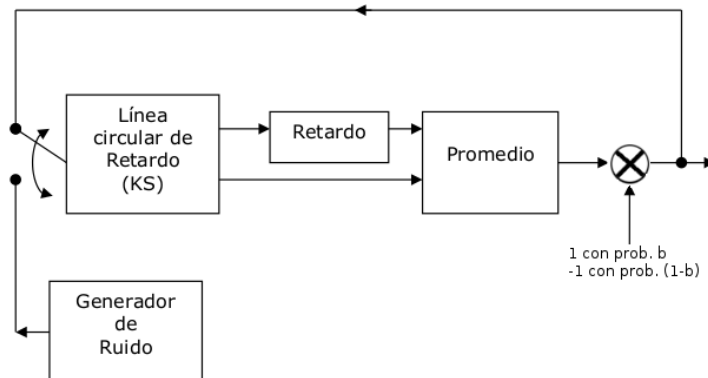 Línea
circular de
Retardo
(KS)
Retardo
Promedio
1 con prob. b
-1 con prob. (1-b)
Generador
de
Ruido